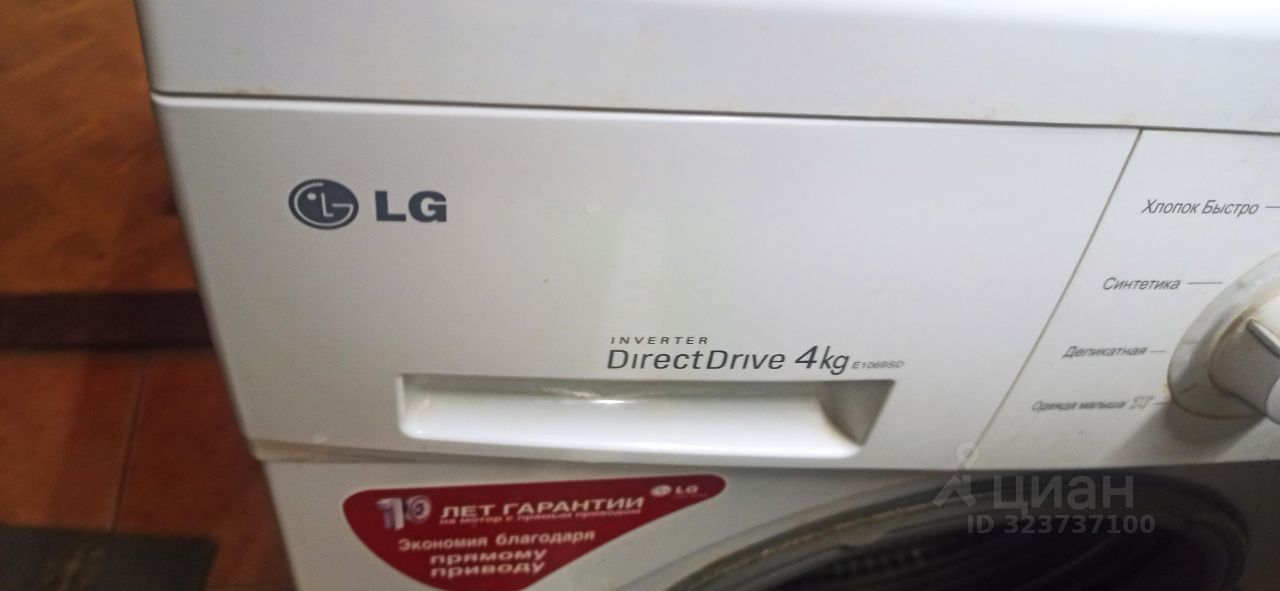 LG
INVERTER
DirectDrive 4kg E1069SD
Хлопок Быстро
Синтетика
Деликатная
Одежда малыша
10 ЛЕТ ГАРАНТИИ
на мотор с прямым приводом
LG
Экономия благодаря
прямому
приводу
циан
ID 323737100